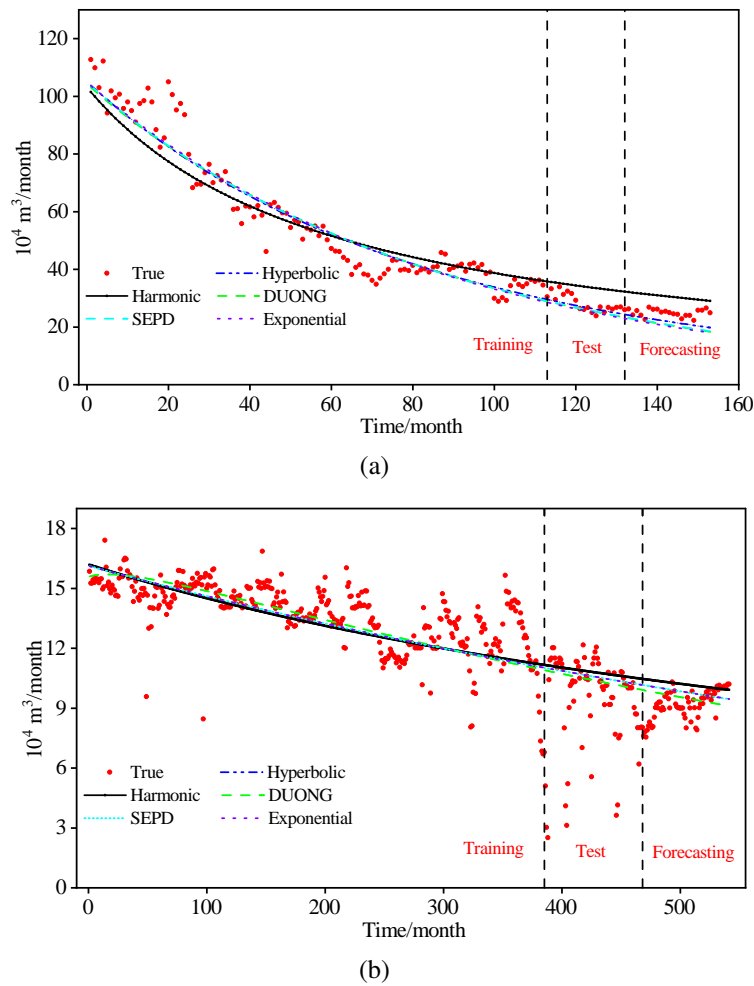 120
100
80
60
40
20
0
10⁴ m³/month
True
Hyperbolic
Harmonic
DUONG
SEPD
Exponential
Training
Test
Forecasting
0 20 40 60 80 100 120 140 160
Time/month
(a)
18
15
12
9
6
3
0
10⁴ m³/month
True
Hyperbolic
Harmonic
DUONG
SEPD
Exponential
Training
Test
Forecasting
0 100 200 300 400 500
Time/month
(b)